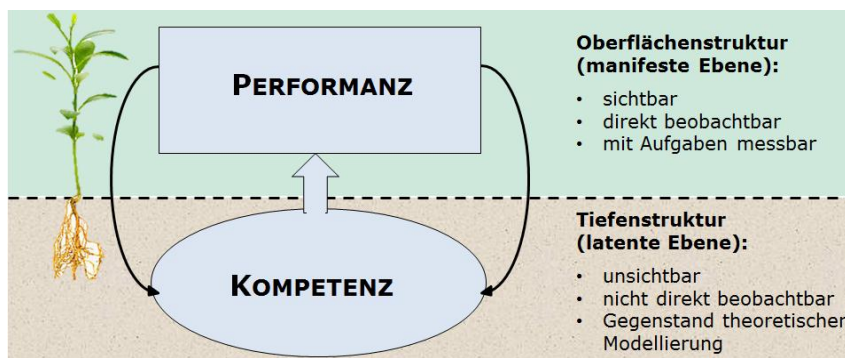 PERFORMANZ
Oberflächenstruktur
(manifeste Ebene):
• sichtbar
• direkt beobachtbar
• mit Aufgaben messbar
KOMPETENZ
Tiefenstruktur
(latente Ebene):
• unsichtbar
• nicht direkt beobachtbar
• Gegenstand theoretischer
Modellierung